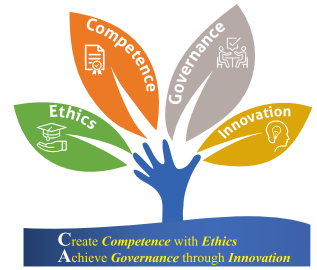 Competence
Governance
Ethics
Innovation
Create Competence with Ethics
Achieve Governance through Innovation